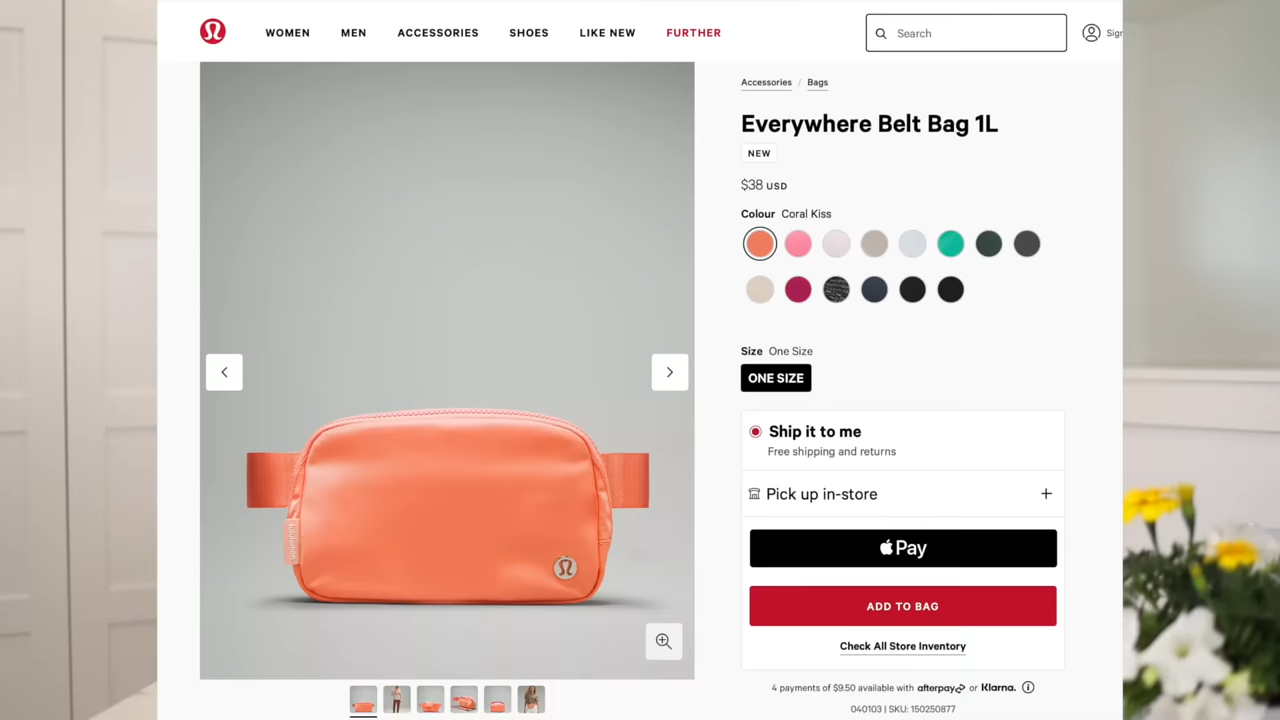 WOMEN MEN ACCESSORIES SHOES LIKE NEW FURTHER
Search
Accessories / Bags
Everywhere Belt Bag 1L
NEW
$38 USD
Colour Coral Kiss
Size One Size
ONE SIZE
Ship it to me
Free shipping and returns
Pick up in-store
Pay
ADD TO BAG
Check All Store Inventory
4 payments of $9.50 available with afterpay or Klarna.
040103 | SKU: 150250877
lululemon